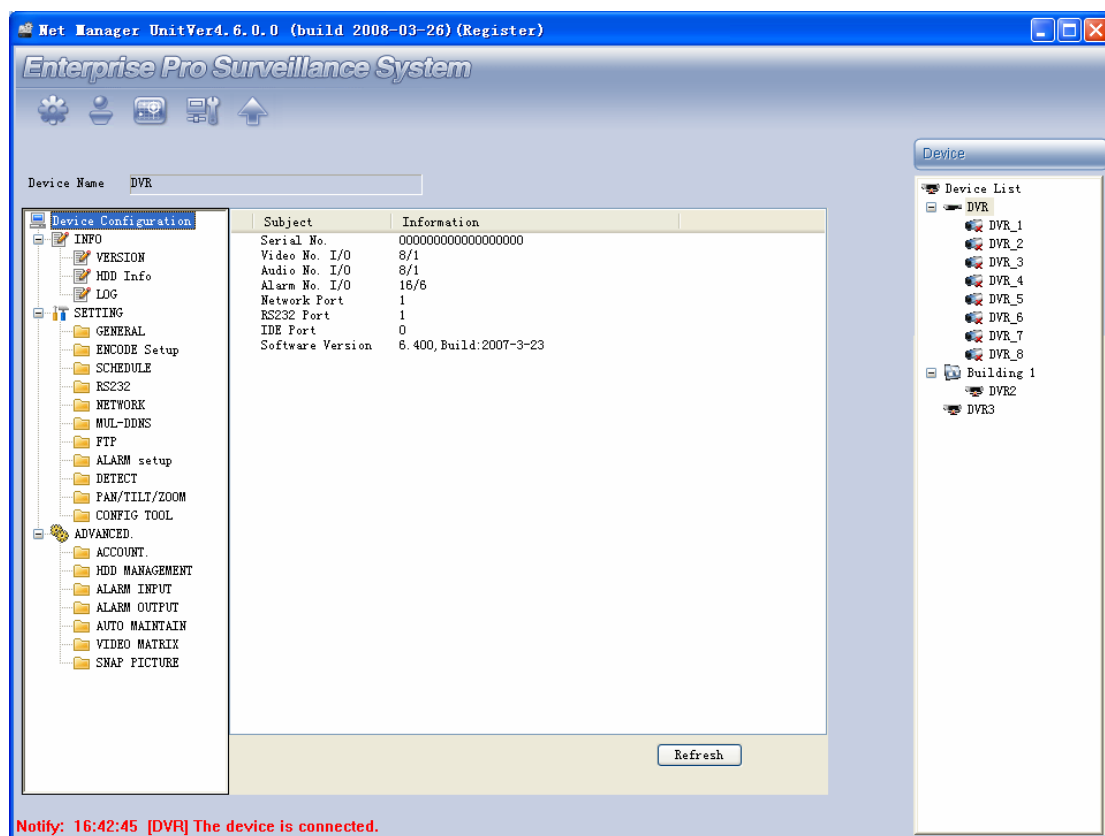 Net Manager UnitVer4.6.0.0 (build 2008-03-26)(Register)
Enterprise Pro Surveillance System
Device Name DVR
Device Configuration
INFO
VERSION
HDD Info
LOG
SETTING
GENERAL
ENCODE Setup
SCHEDULE
RS232
NETWORK
MUL-DDNS
FTP
ALARM setup
DETECT
PAN/TILT/ZOOM
CONFIG TOOL
ADVANCED.
ACCOUNT.
HDD MANAGEMENT
ALARM INPUT
ALARM OUTPUT
AUTO MAINTAIN
VIDEO MATRIX
SNAP PICTURE
Subject Information
Serial No. 000000000000000000
Video No. I/O 8/1
Audio No. I/O 8/1
Alarm No. I/O 16/6
Network Port 1
RS232 Port 1
IDE Port 0
Software Version 6.400,Build:2007-3-23
Refresh
Device
Device List
DVR
DVR_1
DVR_2
DVR_3
DVR_4
DVR_5
DVR_6
DVR_7
DVR_8
Building 1
DVR2
DVR3
Notify: 16:42:45 [DVR] The device is connected.